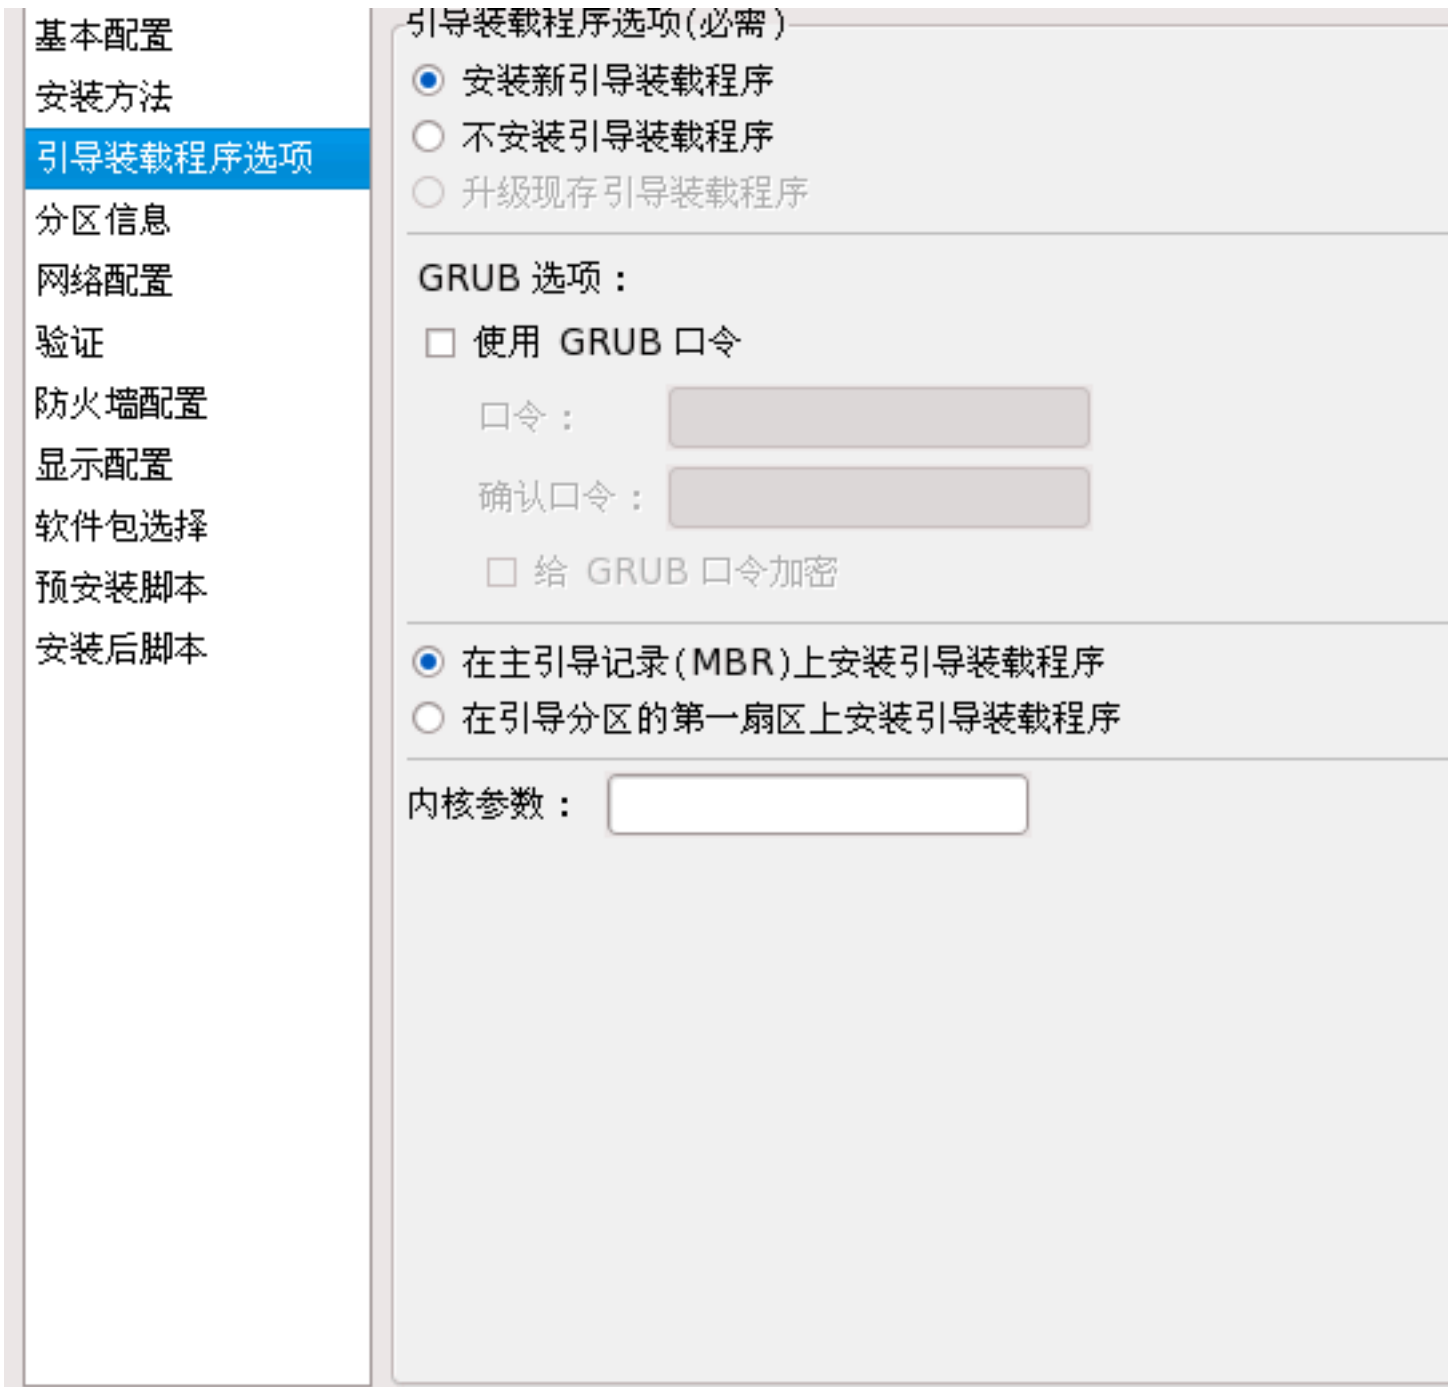 基本配置
安装方法
引导装载程序选项
分区信息
网络配置
验证
防火墙配置
显示配置
软件包选择
预安装脚本
安装后脚本
引导装载程序选项(必需)
安装新引导装载程序
不安装引导装载程序
升级现存引导装载程序
GRUB 选项：
使用 GRUB 口令
口令：
确认口令：
给 GRUB 口令加密
在主引导记录(MBR)上安装引导装载程序
在引导分区的第一扇区上安装引导装载程序
内核参数：